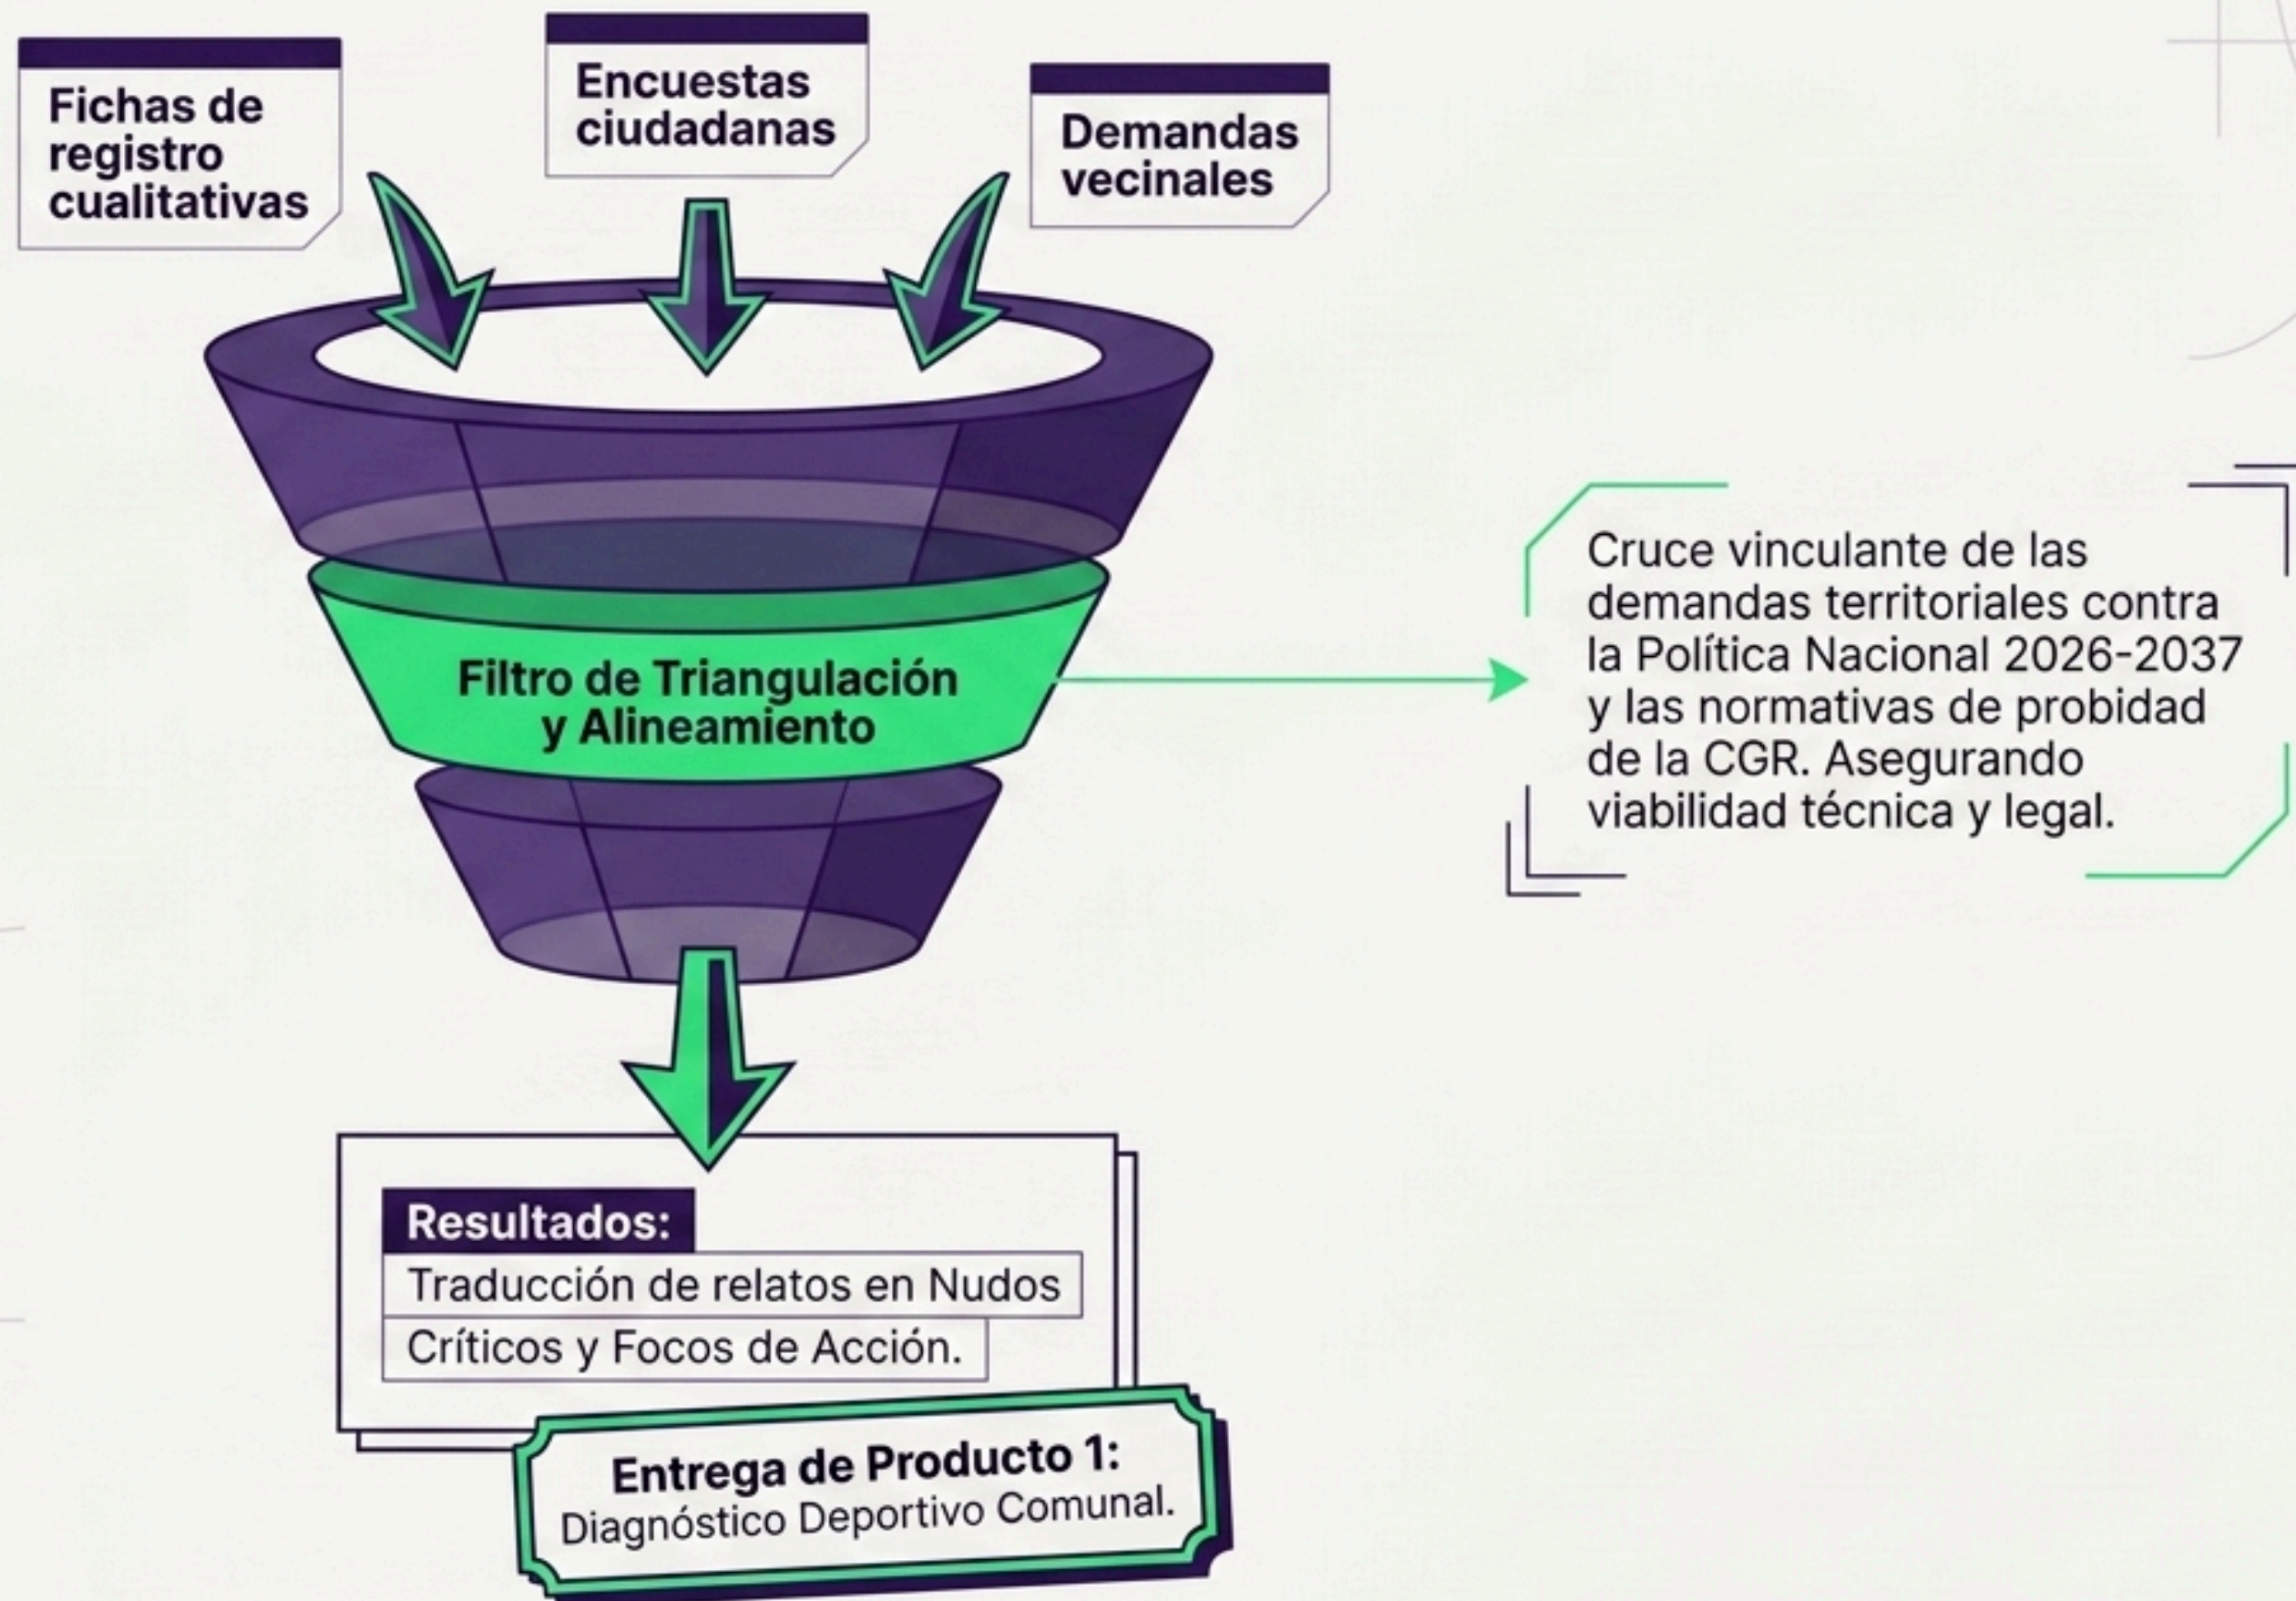 Fichas de
registro
cualitativas
Encuestas
ciudadanas
Demandas
vecinales
Filtro de Triangulación
y Alineamiento
Cruce vinculante de las
demandas territoriales contra
la Política Nacional 2026-2037
y las normativas de probidad
de la CGR. Asegurando
viabilidad técnica y legal.
Resultados:
Traducción de relatos en Nudos
Críticos y Focos de Acción.
Entrega de Producto 1:
Diagnóstico Deportivo Comunal.